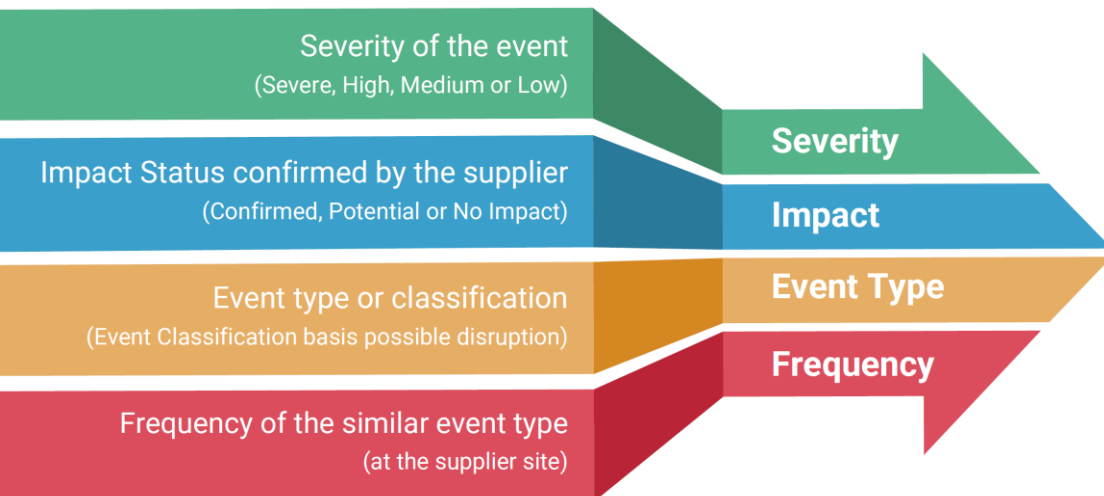 Severity of the event
(Severe, High, Medium or Low)
Severity
Impact Status confirmed by the supplier
(Confirmed, Potential or No Impact)
Impact
Event type or classification
(Event Classification basis possible disruption)
Event Type
Frequency of the similar event type
(at the supplier site)
Frequency